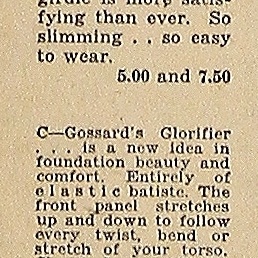 girdle is more satis-
fying than ever. So
slimming . . so easy
to wear.
5.00 and 7.50
C—Gossard's Glorifier
. . . is a new idea in
foundation beauty and
comfort. Entirely of
elastic batiste. The
front panel stretches
up and down to follow
every twist, bend or
stretch of your torso.